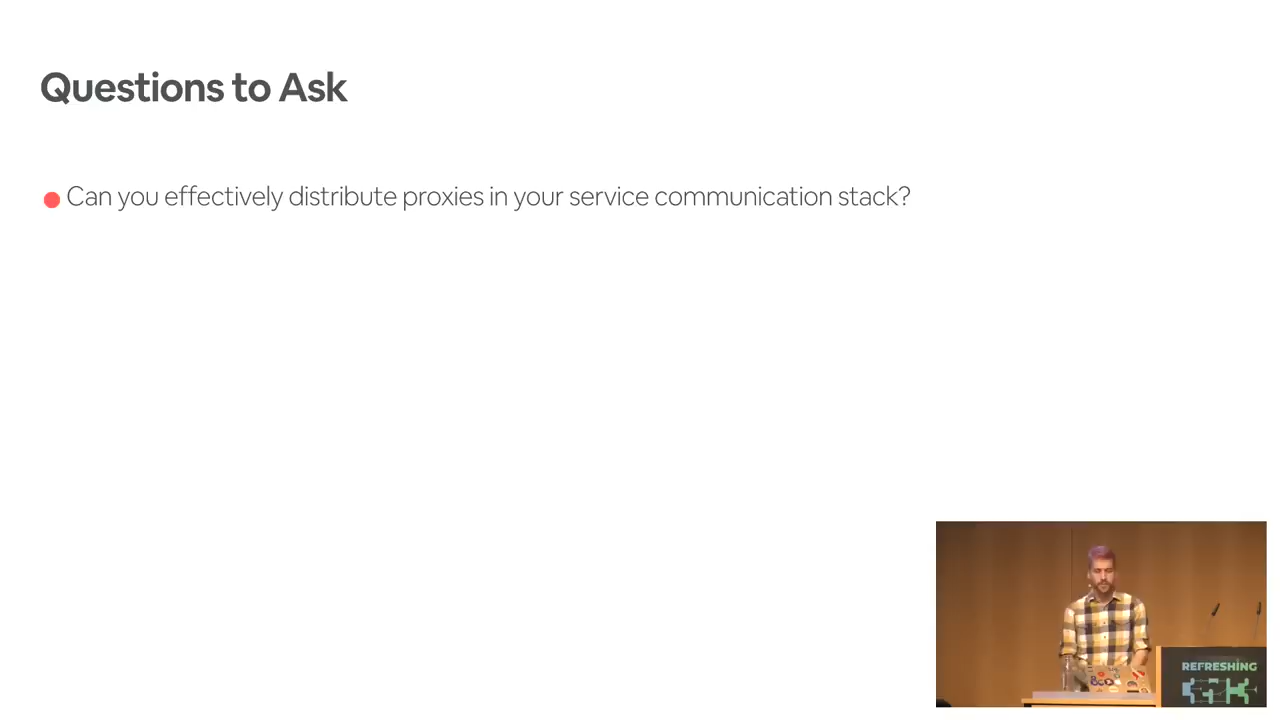 Questions to Ask
Can you effectively distribute proxies in your service communication stack?
REFRESHING